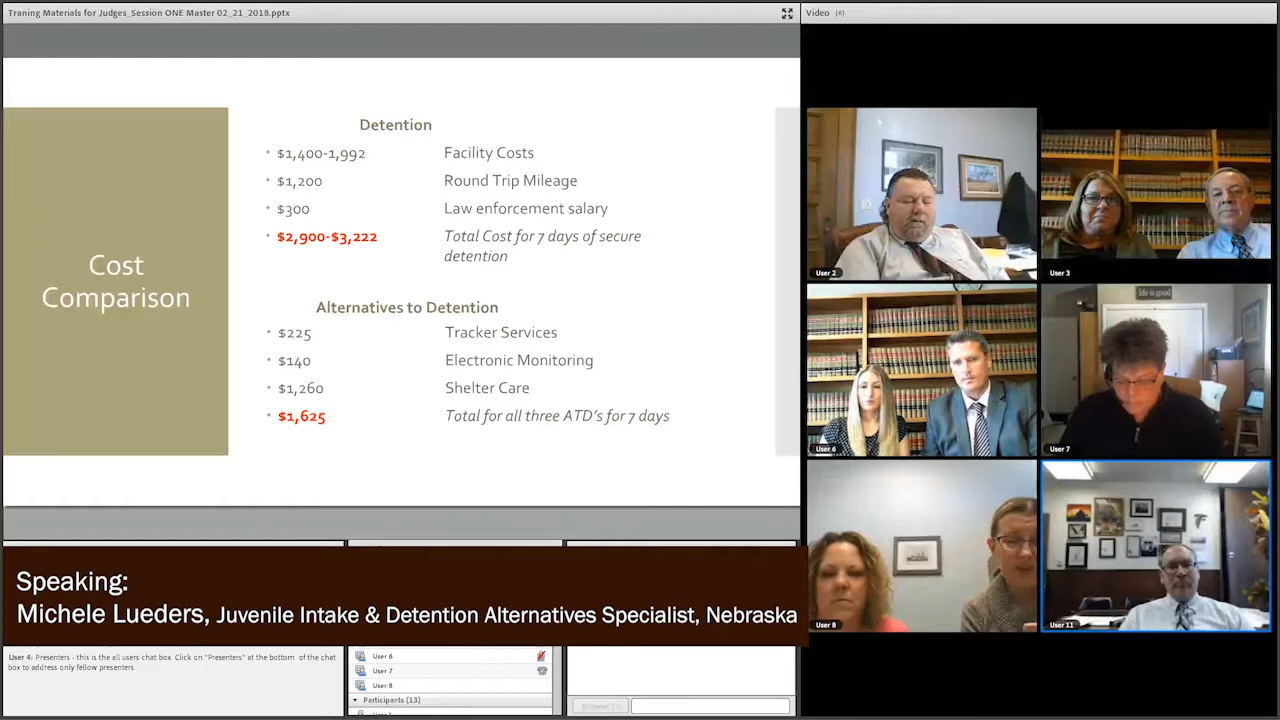 Traning Materials for Judges_Session ONE Master 02_21_2018.pptx
Video (6)
Cost
Comparison
Detention
• $1,400-1,992 Facility Costs
• $1,200 Round Trip Mileage
• $300 Law enforcement salary
• $2,900-$3,222 Total Cost for 7 days of secure
detention
Alternatives to Detention
• $225 Tracker Services
• $140 Electronic Monitoring
• $1,260 Shelter Care
• $1,625 Total for all three ATD's for 7 days
User 2
User 3
life is good
User 6
User 7
User 8
User 11
Speaking:
Michele Lueders, Juvenile Intake & Detention Alternatives Specialist, Nebraska
User 4: Presenters - this is the all users chat box. Click on "Presenters" at the bottom of the chat
box to address only fellow presenters.
User 6
User 7
User 8
Participants (13)